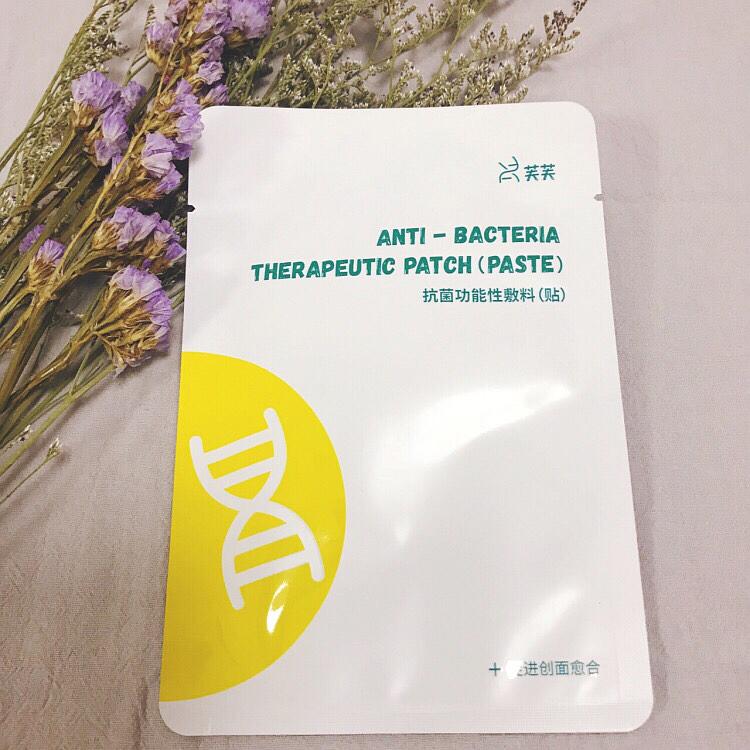 芙芙
ANTI - BACTERIA
THERAPEUTIC PATCH (PASTE)
抗菌功能性敷料(贴)
+ 进创面愈合